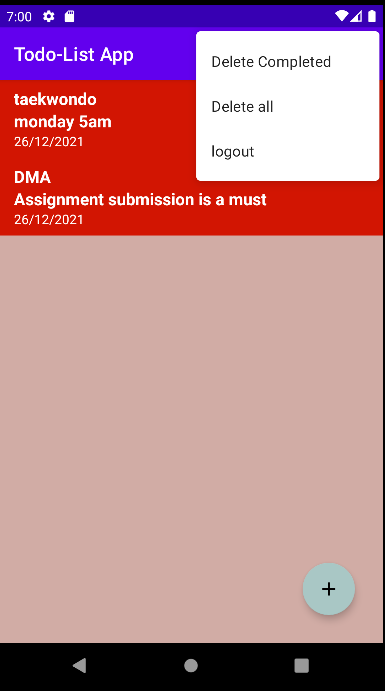 7:00
Todo-List App
Delete Completed
Delete all
logout
taekwondo
monday 5am
26/12/2021
DMA
Assignment submission is a must
26/12/2021
+